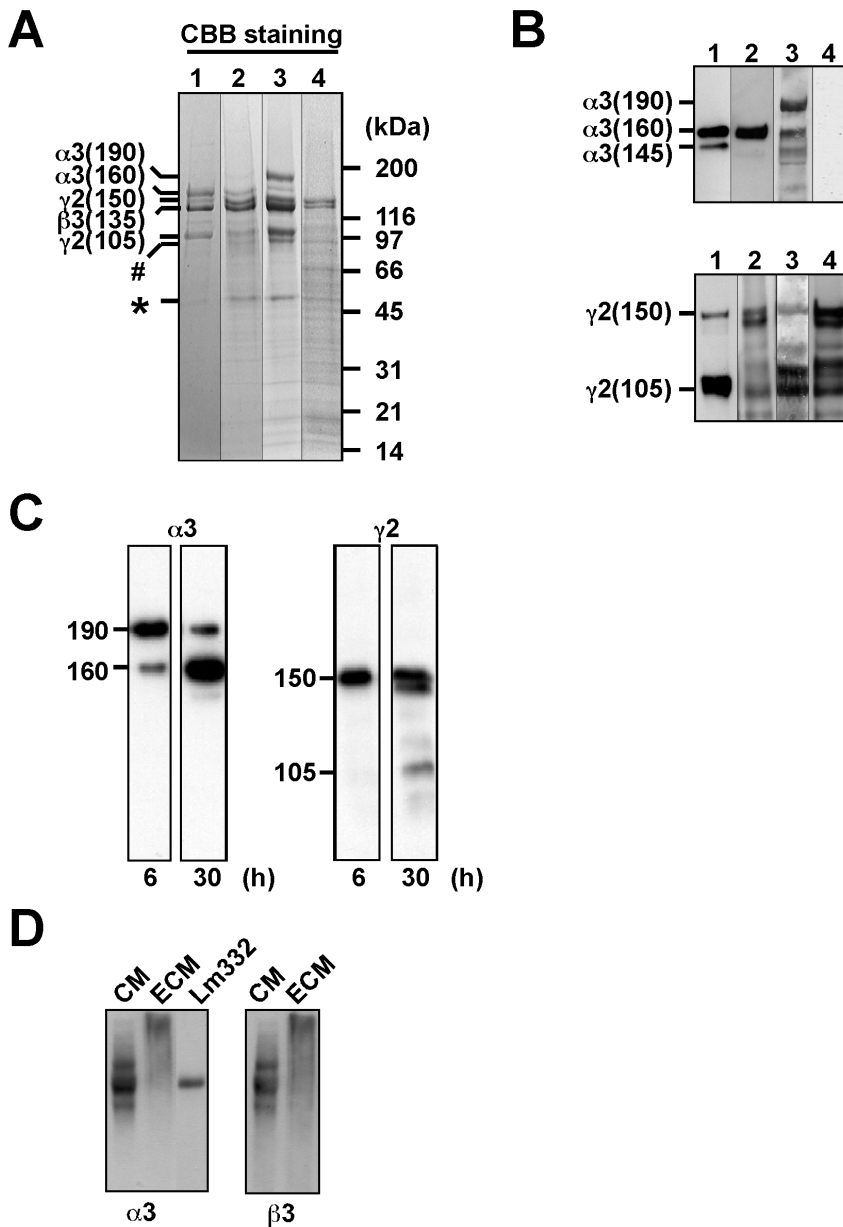 A
CBB staining
1 2 3 4
(kDa)
α3(190)
α3(160)
γ2(150)
β3(135)
γ2(105)
#
*
200
116
97
66
45
31
21
14
B
1 2 3 4
α3(190)
α3(160)
α3(145)
1 2 3 4
γ2(150)
γ2(105)
C
α3
γ2
190
160
150
105
6 30 (h)
6 30 (h)
D
CM ECM Lm332
CM ECM
α3
β3